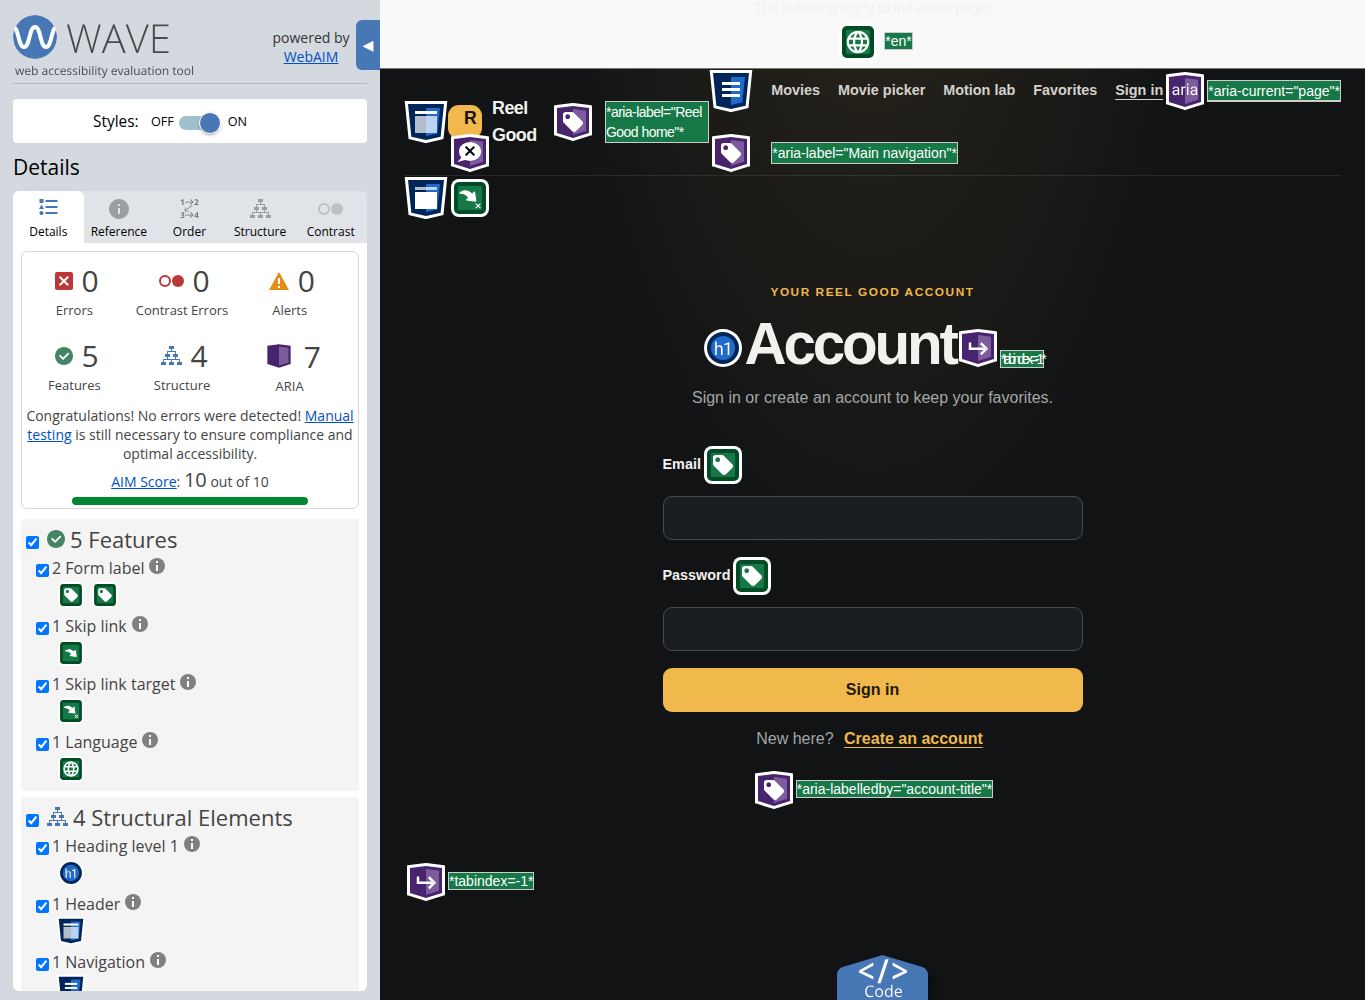 WAVE
powered by
WebAIM
web accessibility evaluation tool
Styles: OFF ON
Details
Details Reference Order Structure Contrast
0 Errors
0 Contrast Errors
0 Alerts
5 Features
4 Structure
7 ARIA
Congratulations! No errors were detected! Manual
testing is still necessary to ensure compliance and
optimal accessibility.
AIM Score: 10 out of 10
5 Features
2 Form label
1 Skip link
1 Skip link target
1 Language
4 Structural Elements
1 Heading level 1
h1
1 Header
1 Navigation
The following apply to the entire page:
*en*
R
Reel
Good
*aria-label="Reel
Good home"*
Movies Movie picker Motion lab Favorites Sign in aria *aria-current="page"*
*aria-label="Main navigation"*
YOUR REEL GOOD ACCOUNT
h1 Account
Sign in or create an account to keep your favorites.
Email
Password
Sign in
New here? Create an account
*aria-labelledby="account-title"*
*tabindex=-1*
</> Code